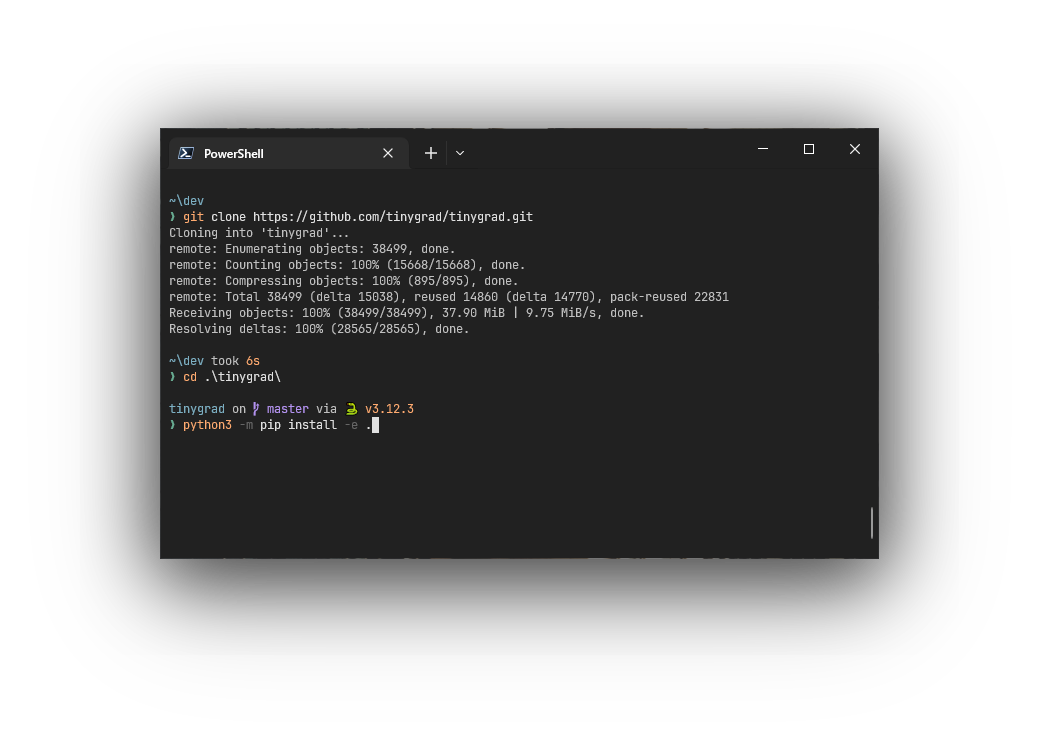 PowerShell
~\dev
❯ git clone https://github.com/tinygrad/tinygrad.git
Cloning into 'tinygrad'...
remote: Enumerating objects: 38499, done.
remote: Counting objects: 100% (15668/15668), done.
remote: Compressing objects: 100% (895/895), done.
remote: Total 38499 (delta 15038), reused 14860 (delta 14770), pack-reused 22831
Receiving objects: 100% (38499/38499), 37.90 MiB | 9.75 MiB/s, done.
Resolving deltas: 100% (28565/28565), done.
~\dev took 6s
❯ cd .\tinygrad\
tinygrad on master via 🐍 v3.12.3
❯ python3 -m pip install -e .